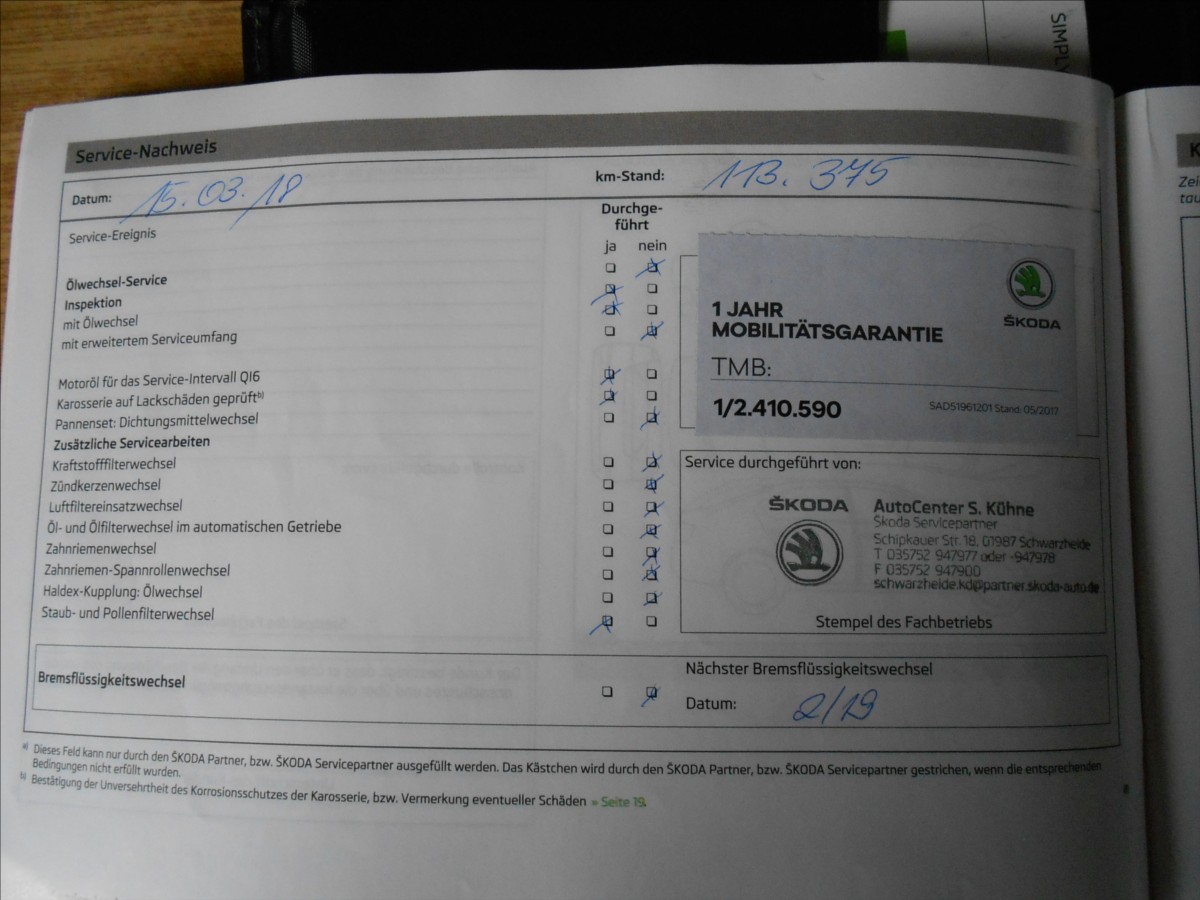 SIMPLY
Service-Nachweis
Datum: 15.03.18
km-Stand: 113.375
Service-Ereignis
Durchge-
führt
ja nein
Ölwechsel-Service
Inspektion
mit Ölwechsel
mit erweitertem Serviceumfang
Motoröl für das Service-Intervall QI6
Karosserie auf Lackschäden geprüft b)
Pannenset: Dichtungsmittelwechsel
Zusätzliche Servicearbeiten
Kraftstofffilterwechsel
Zündkerzenwechsel
Luftfiltereinsatzwechsel
Öl- und Ölfilterwechsel im automatischen Getriebe
Zahnriemenwechsel
Zahnriemen-Spannrollenwechsel
Haldex-Kupplung: Ölwechsel
Staub- und Pollenfilterwechsel
ŠKODA
1 JAHR
MOBILITÄTSGARANTIE
TMB:
1/2.410.590
SAD51961201 Stand: 05/2017
Service durchgeführt von:
ŠKODA
AutoCenter S. Kühne
Škoda Servicepartner
Schipkauer Str. 18, 01987 Schwarzheide
T 035752 947977 oder -947978
F 035752 947900
schwarzheide.kd@partner.skoda-auto.de
Stempel des Fachbetriebs
Bremsflüssigkeitswechsel
Nächster Bremsflüssigkeitswechsel
Datum: 2/19
a) Dieses Feld kann nur durch den ŠKODA Partner, bzw. ŠKODA Servicepartner ausgefüllt werden. Das Kästchen wird durch den ŠKODA Partner, bzw. ŠKODA Servicepartner gestrichen, wenn die entsprechenden
Bedingungen nicht erfüllt wurden.
b) Bestätigung der Unversehrtheit des Korrosionsschutzes der Karosserie, bzw. Vermerkung eventueller Schäden » Seite 19.